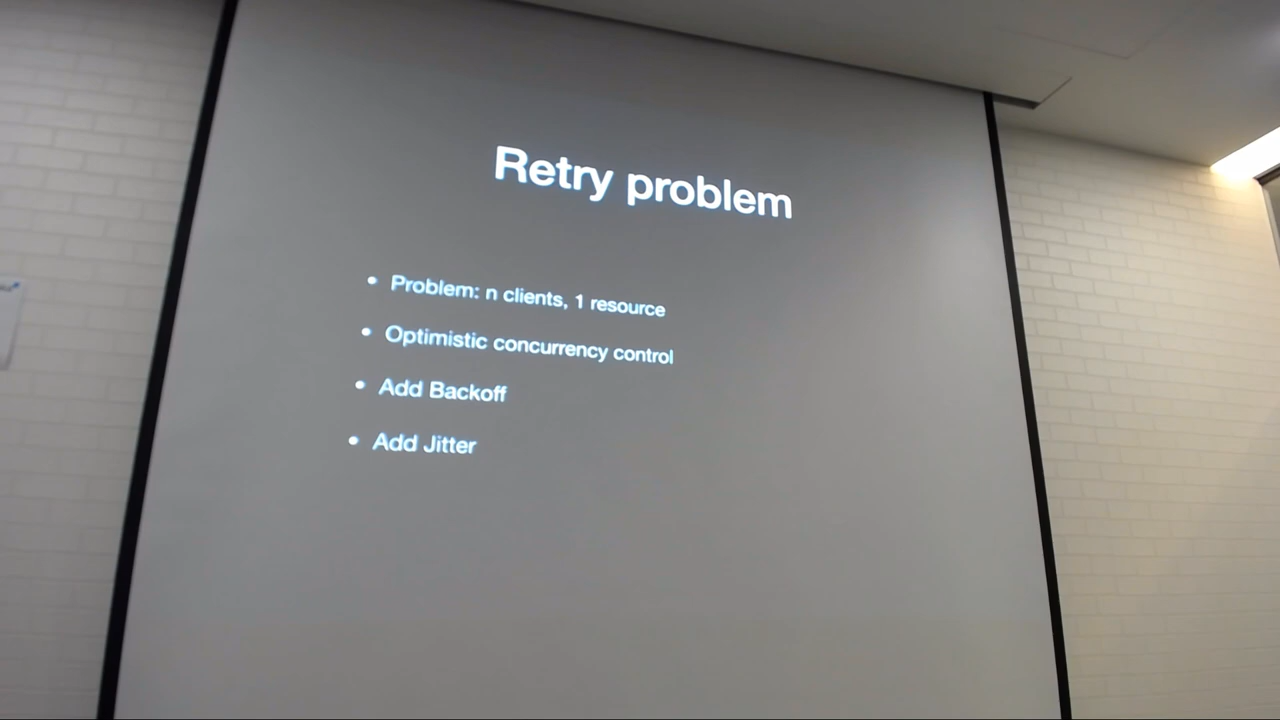 Retry problem
• Problem: n clients, 1 resource
• Optimistic concurrency control
• Add Backoff
• Add Jitter